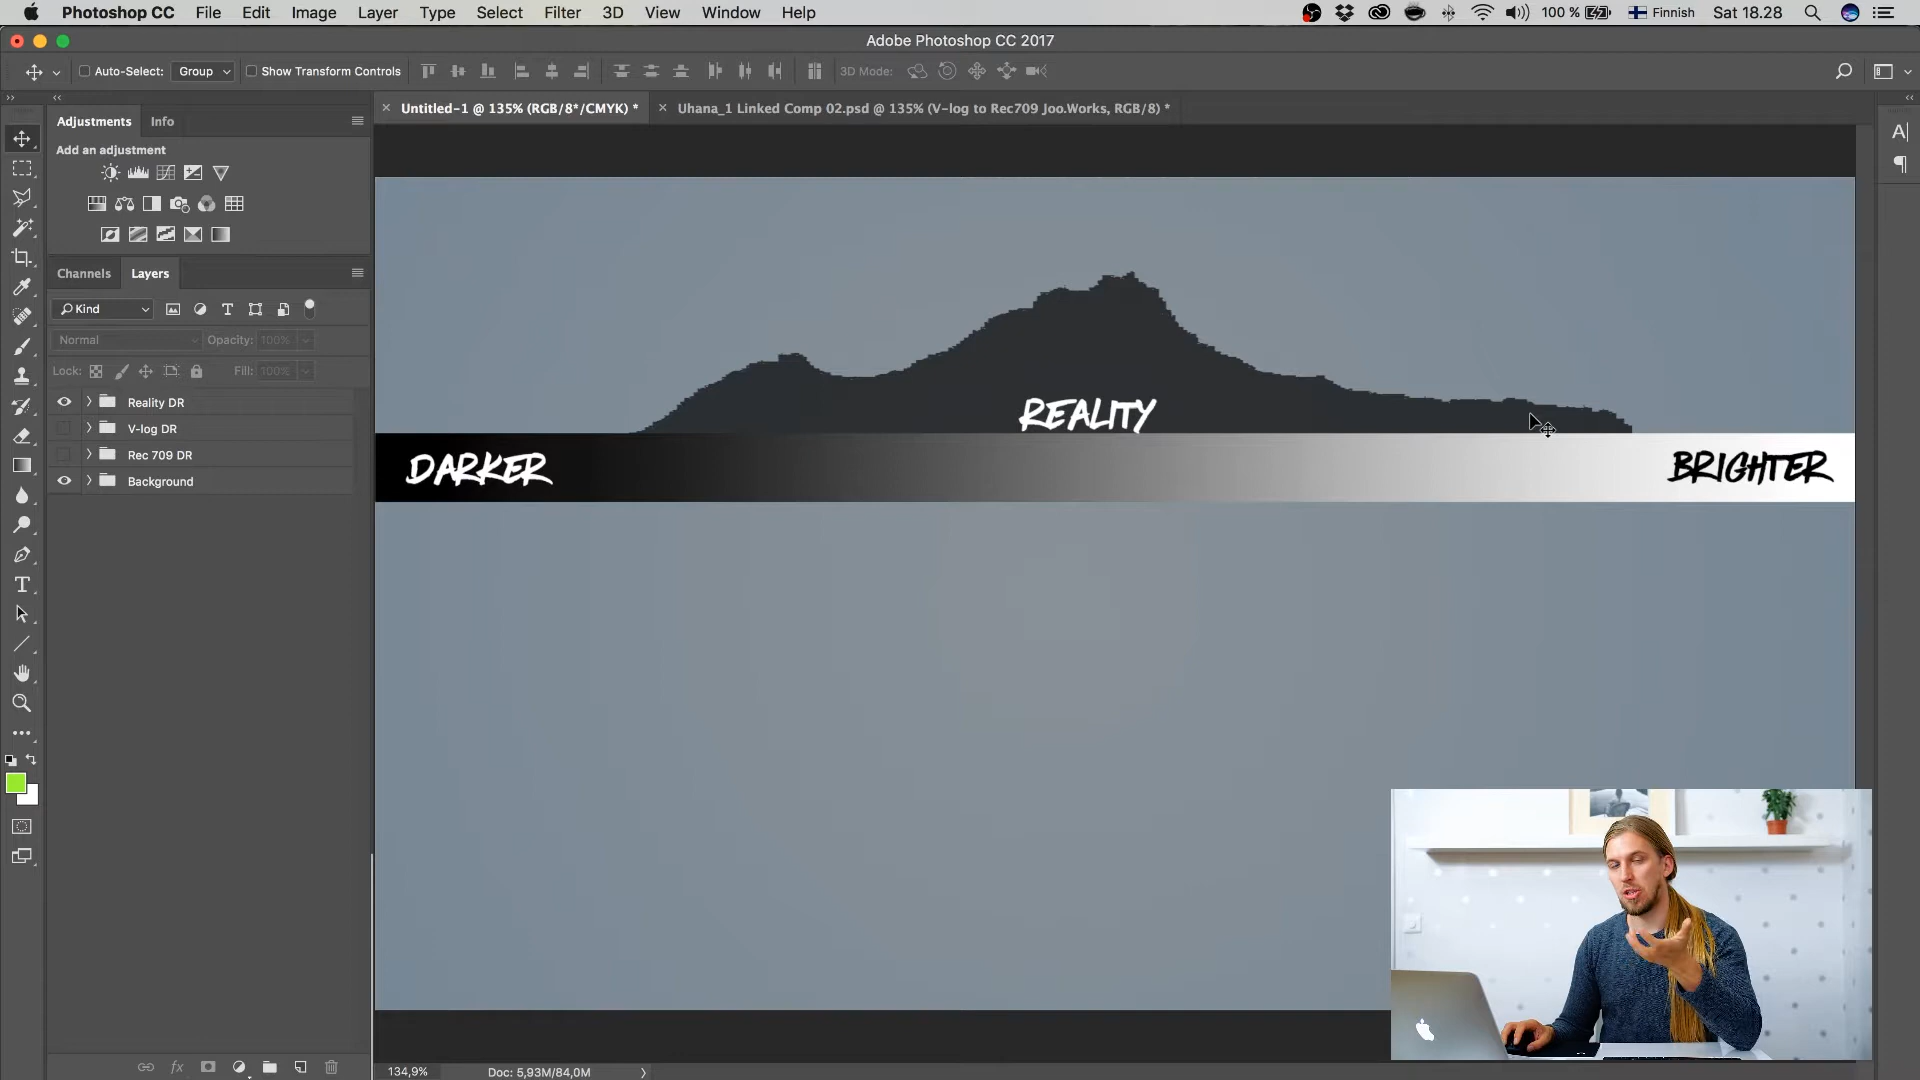 Photoshop CC File Edit Image Layer Type Select Filter 3D View Window Help 100 % Finnish Sat 18.28
Adobe Photoshop CC 2017
Auto-Select: Group Show Transform Controls 3D Mode:
Untitled-1 @ 135% (RGB/8*/CMYK) * Uhana_1 Linked Comp 02.psd @ 135% (V-log to Rec709 Joo.Works, RGB/8) *
Adjustments Info
Add an adjustment
Channels Layers
Kind
Normal Opacity: 100%
Lock: Fill: 100%
Reality DR
V-log DR
Rec 709 DR
Background
REALITY
DARKER BRIGHTER
134,9% Doc: 5,93M/84,0M